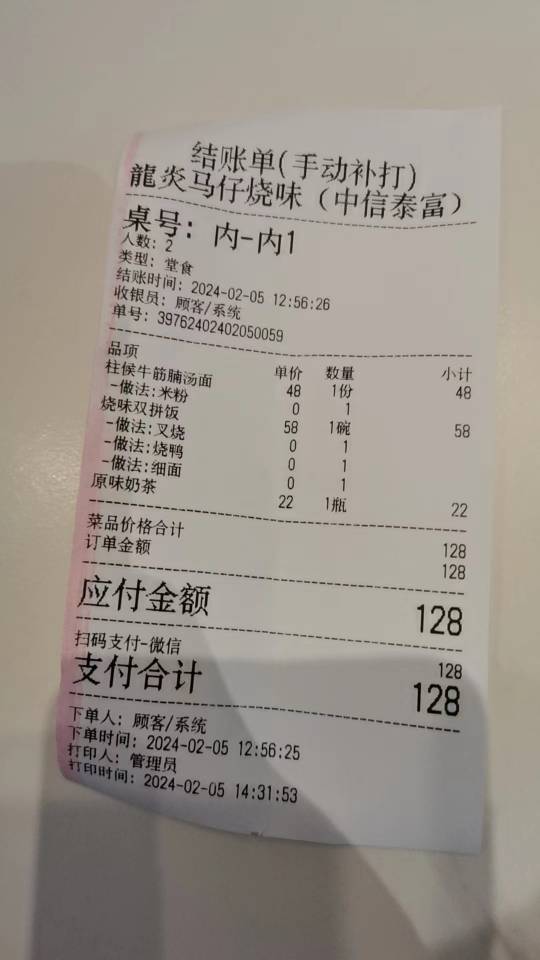 结账单(手动补打)
龍炎马仔烧味（中信泰富）
桌号: 内-内1
人数: 2
类型: 堂食
结账时间: 2024-02-05 12:56:26
收银员: 顾客/系统
单号: 39762402402050059
品项 单价 数量 小计
柱侯牛筋腩汤面 48 1份 48
-做法:米粉 0 1
烧味双拼饭 58 1碗 58
-做法:叉烧 0 1
-做法:烧鸭 0 1
-做法:细面 0 1
原味奶茶 22 1瓶 22
菜品价格合计 128
订单金额 128
应付金额 128
扫码支付-微信 128
支付合计 128
下单人: 顾客/系统
下单时间: 2024-02-05 12:56:25
打印人: 管理员
打印时间: 2024-02-05 14:31:53